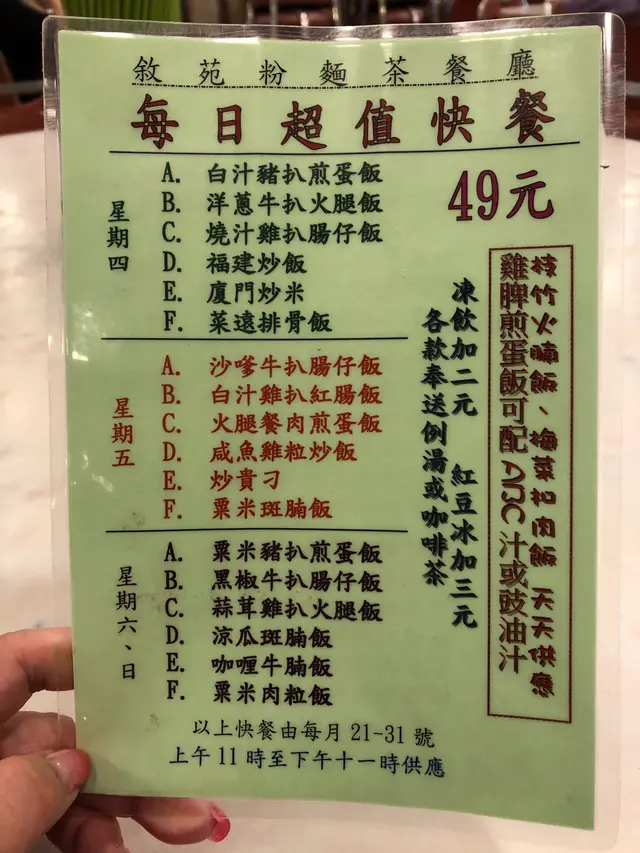 敘苑粉麵茶餐廳
每日超值快餐
49元
星期四
A. 白汁豬扒煎蛋飯
B. 洋蔥牛扒火腿飯
C. 燒汁雞扒腸仔飯
D. 福建炒飯
E. 廈門炒米
F. 菜遠排骨飯
星期五
A. 沙嗲牛扒腸仔飯
B. 白汁雞扒紅腸飯
C. 火腿餐肉煎蛋飯
D. 咸魚雞粒炒飯
E. 炒貴刁
F. 粟米斑腩飯
星期六、日
A. 粟米豬扒煎蛋飯
B. 黑椒牛扒腸仔飯
C. 蒜茸雞扒火腿飯
D. 涼瓜斑腩飯
E. 咖喱牛腩飯
F. 粟米肉粒飯
凍飲加二元 紅豆冰加三元
各款奉送例湯或咖啡茶
枝竹火腩飯、梅菜扣肉飯 天天供應
雞脾煎蛋飯可配ABC汁或豉油汁
以上快餐由每月21-31號
上午11時至下午十一時供應